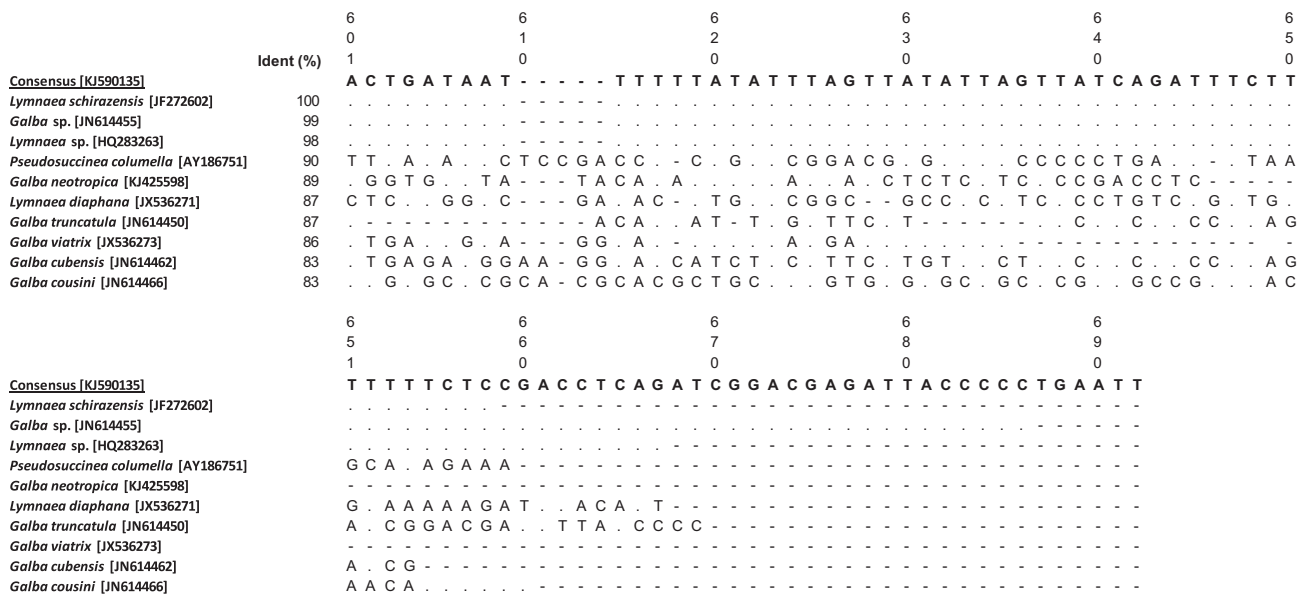 6 6 6 6 6 6
0 1 2 3 4 5
Ident (%) 1 0 0 0 0 0
Consensus [KJ590135] A C T G A T A A T - - - - - T T T T T A T A T T T A G T T A T A T T A G T T A T C A G A T T T C T T
Lymnaea schirazensis [JF272602] 100 . . . . . . . . . - - - - - . . . . . . . . . . . . . . . . . . . . . . . . . . . . . . . . . . . .
Galba sp. [JN614455] 99 . . . . . . . . . - - - - - . . . . . . . . . . . . . . . . . . . . . . . . . . . . . . . . . . . .
Lymnaea sp. [HQ283263] 98 . . . . . . . . . - - - - - . . . . . . . . . . . . . . . . . . . . . . . . . . . . . . . . . . . .
Pseudosuccinea columella [AY186751] 90 T T . A . A . . C T C C G A C C . - C . G . . C G G A C G . G . . . . C C C C C T G A . . - . T A A
Galba neotropica [KJ425598] 89 . G G T G . . T A - - - T A C A . A . . . . . A . . A . C T C T C . T C . C C G A C C T C - - - - -
Lymnaea diaphana [JX536271] 87 C T C . . G G . C - - - G A . A C . . T G . . C G G C - - G C C . C . T C . C C T G T C . G . T G .
Galba truncatula [JN614450] 87 . - - - - - - - - - - - - A C A . . A T - T . G . T T C . T - - - - - - . . C . . C . . C C . . A G
Galba viatrix [JX536273] 86 . T G A . . G . A - - - G G . A . - . . . . . A . G A . . . . . . . . - - - - - - - - - - - - - - -
Galba cubensis [JN614462] 83 . T G A G A . G G A A - G G . A . C A T C T . C . T T C . T G T . . C T . . C . . C . . C C . . A G
Galba cousini [JN614466] 83 . . G . G C . C G C A - C G C A C G C T G C . . . G T G . G . G C . G C . C G . . G C C G . . . A C
6 6 6 6 6
5 6 7 8 9
1 0 0 0 0
Consensus [KJ590135] T T T T T C T C C G A C C T C A G A T C G G A C G A G A T T A C C C C C T G A A T T
Lymnaea schirazensis [JF272602] . . . . . . . . - - - - - - - - - - - - - - - - - - - - - - - - - - - - - - - - - -
Galba sp. [JN614455] . . . . . . . . . . . . . . . . . . . . . . . . . . . . . . . . . . . . - - - - - -
Lymnaea sp. [HQ283263] . . . . . . . . . . . . . . . . . - - - - - - - - - - - - - - - - - - - - - - - - -
Pseudosuccinea columella [AY186751] G C A . A G A A A - - - - - - - - - - - - - - - - - - - - - - - - - - - - - - - - -
Galba neotropica [KJ425598] - - - - - - - - - - - - - - - - - - - - - - - - - - - - - - - - - - - - - - - - - -
Lymnaea diaphana [JX536271] G . A A A A A G A T . . A C A . T - - - - - - - - - - - - - - - - - - - - - - - - -
Galba truncatula [JN614450] A . C G G A C G A . . T T A . C C C C - - - - - - - - - - - - - - - - - - - - - - -
Galba viatrix [JX536273] - - - - - - - - - - - - - - - - - - - - - - - - - - - - - - - - - - - - - - - - - -
Galba cubensis [JN614462] A . C G - - - - - - - - - - - - - - - - - - - - - - - - - - - - - - - - - - - - - -
Galba cousini [JN614466] A A C A . . . . . - - - - - - - - - - - - - - - - - - - - - - - - - - - - - - - - -